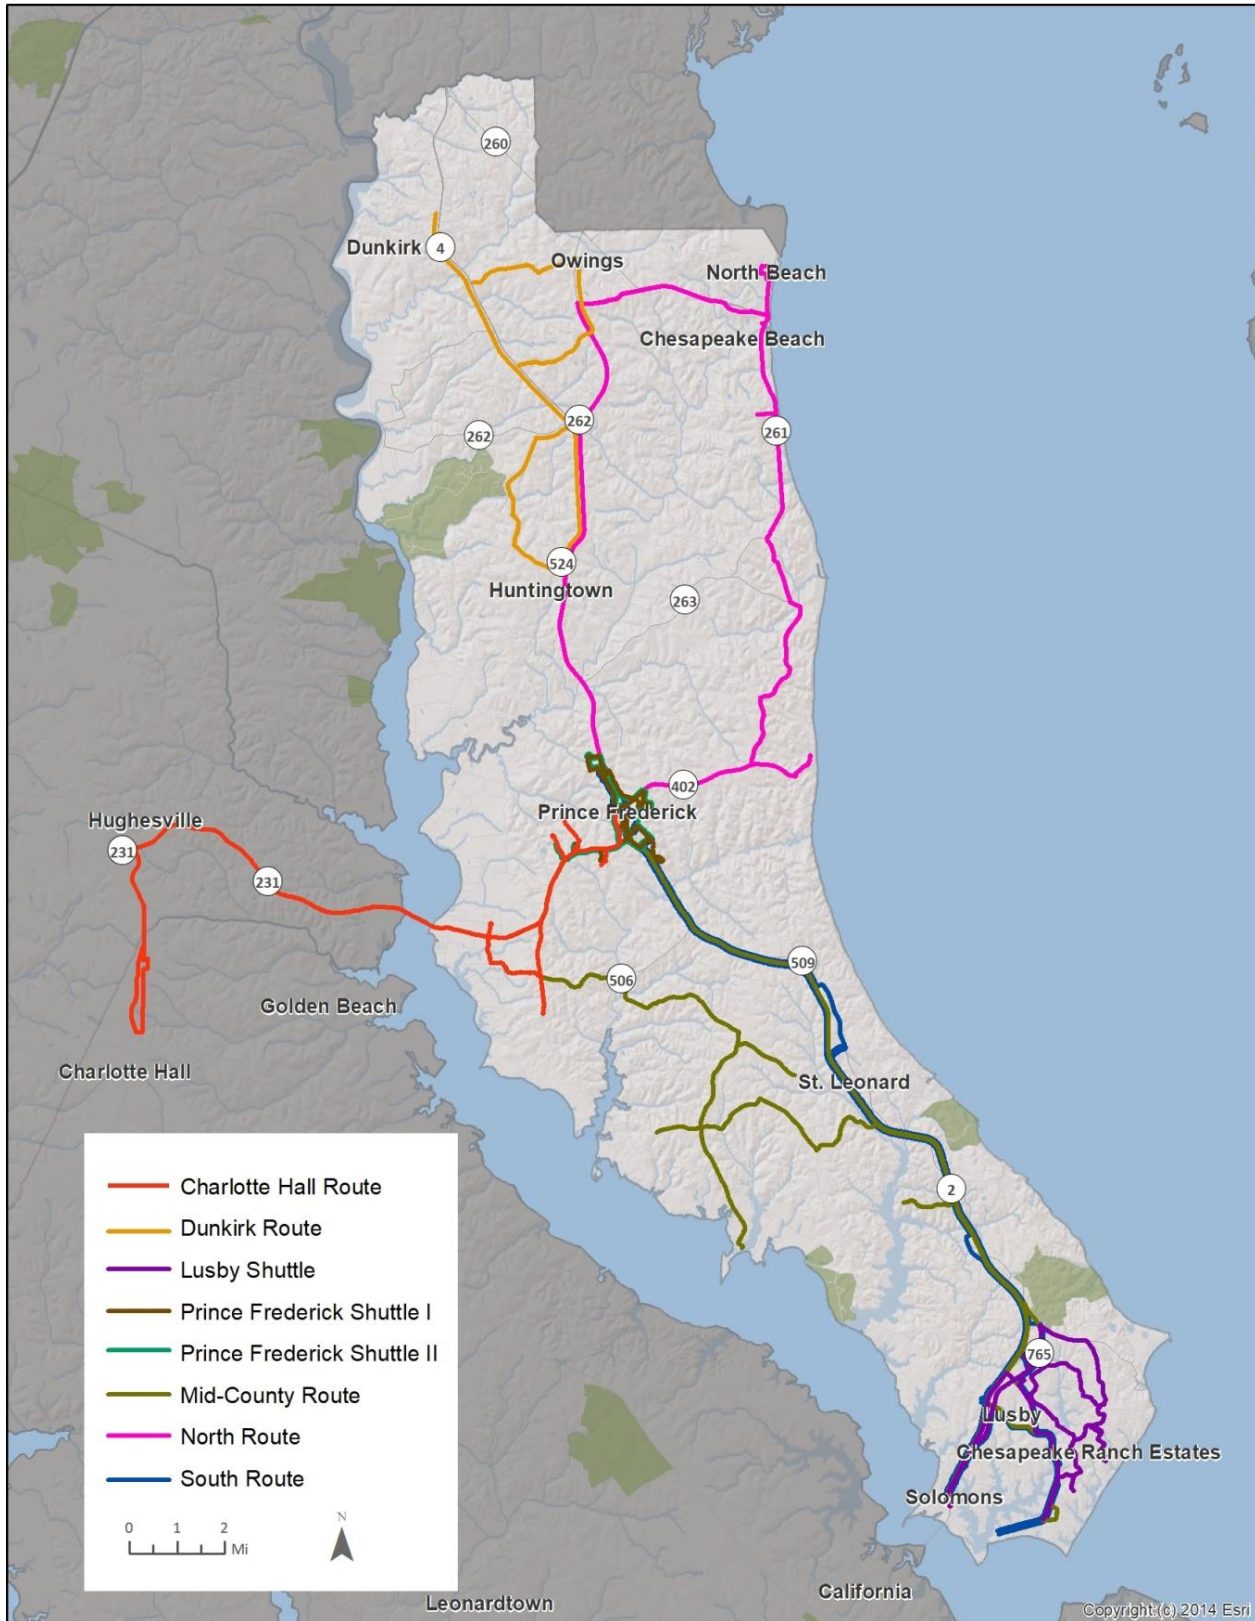 260
Dunkirk
4
Owings
North Beach
Chesapeake Beach
262
262
261
524
Huntingtown
263
402
Prince Frederick
Hughesville
231
231
509
506
Golden Beach
Charlotte Hall
St. Leonard
2
765
Lusby
Chesapeake Ranch Estates
Solomons
Charlotte Hall Route
Dunkirk Route
Lusby Shuttle
Prince Frederick Shuttle I
Prince Frederick Shuttle II
Mid-County Route
North Route
South Route
N
0 1 2
Mi
Leonardtown
California
Copyright:(c) 2014 Esri